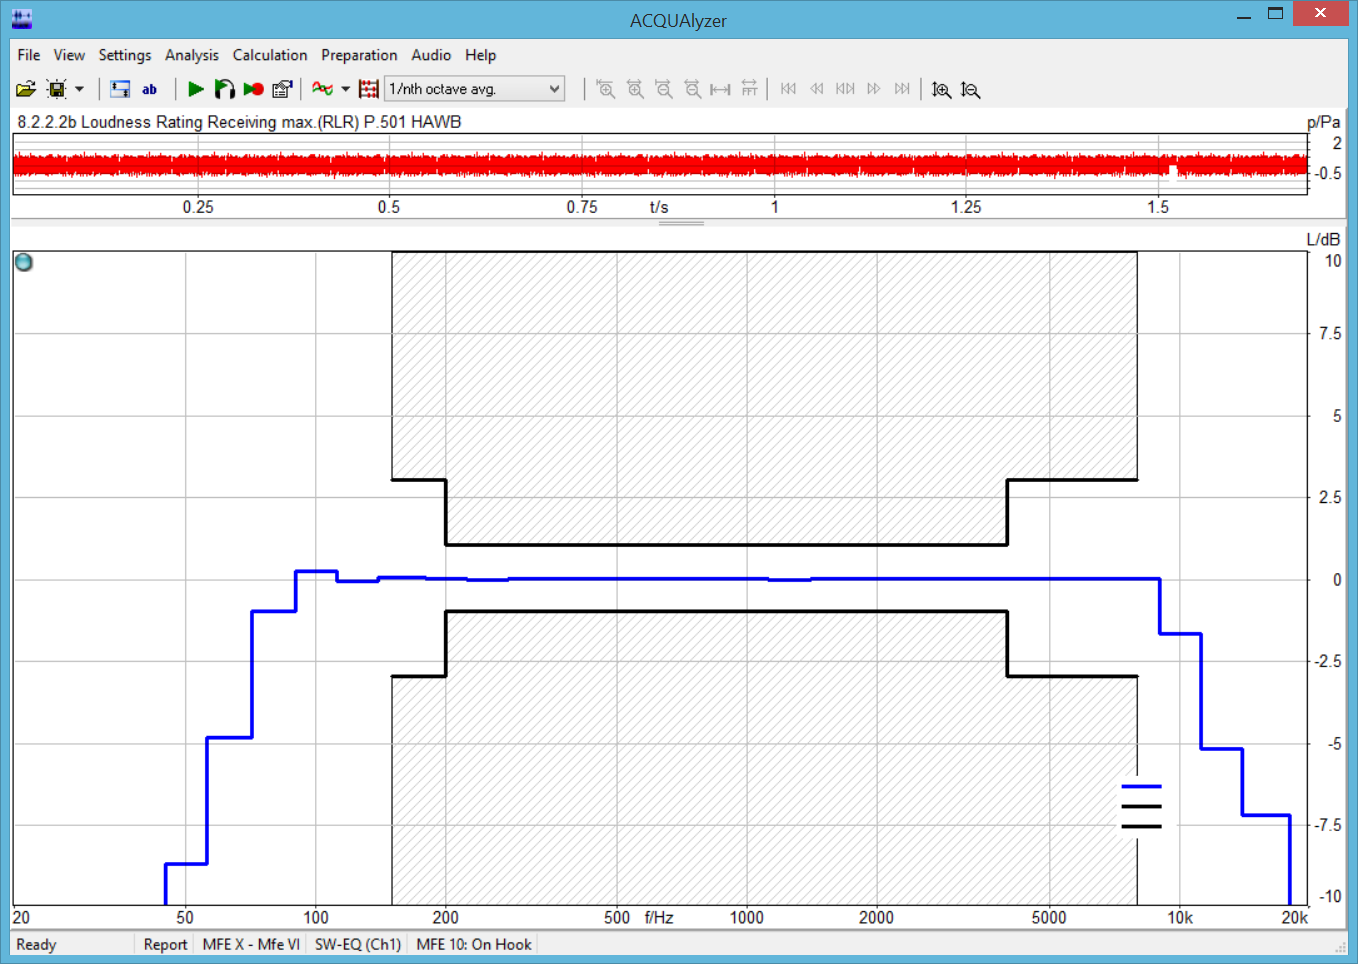 ACQUAlyzer
File View Settings Analysis Calculation Preparation Audio Help
ab 1/nth octave avg. FFT
8.2.2.2b Loudness Rating Receiving max.(RLR) P.501 HAWB p/Pa
2
-0.5
0.25 0.5 0.75 t/s 1 1.25 1.5
L/dB
10
7.5
5
2.5
0
-2.5
-5
-7.5
-10
20 50 100 200 500 f/Hz 1000 2000 5000 10k 20k
Ready Report MFE X - Mfe VI SW-EQ (Ch1) MFE 10: On Hook